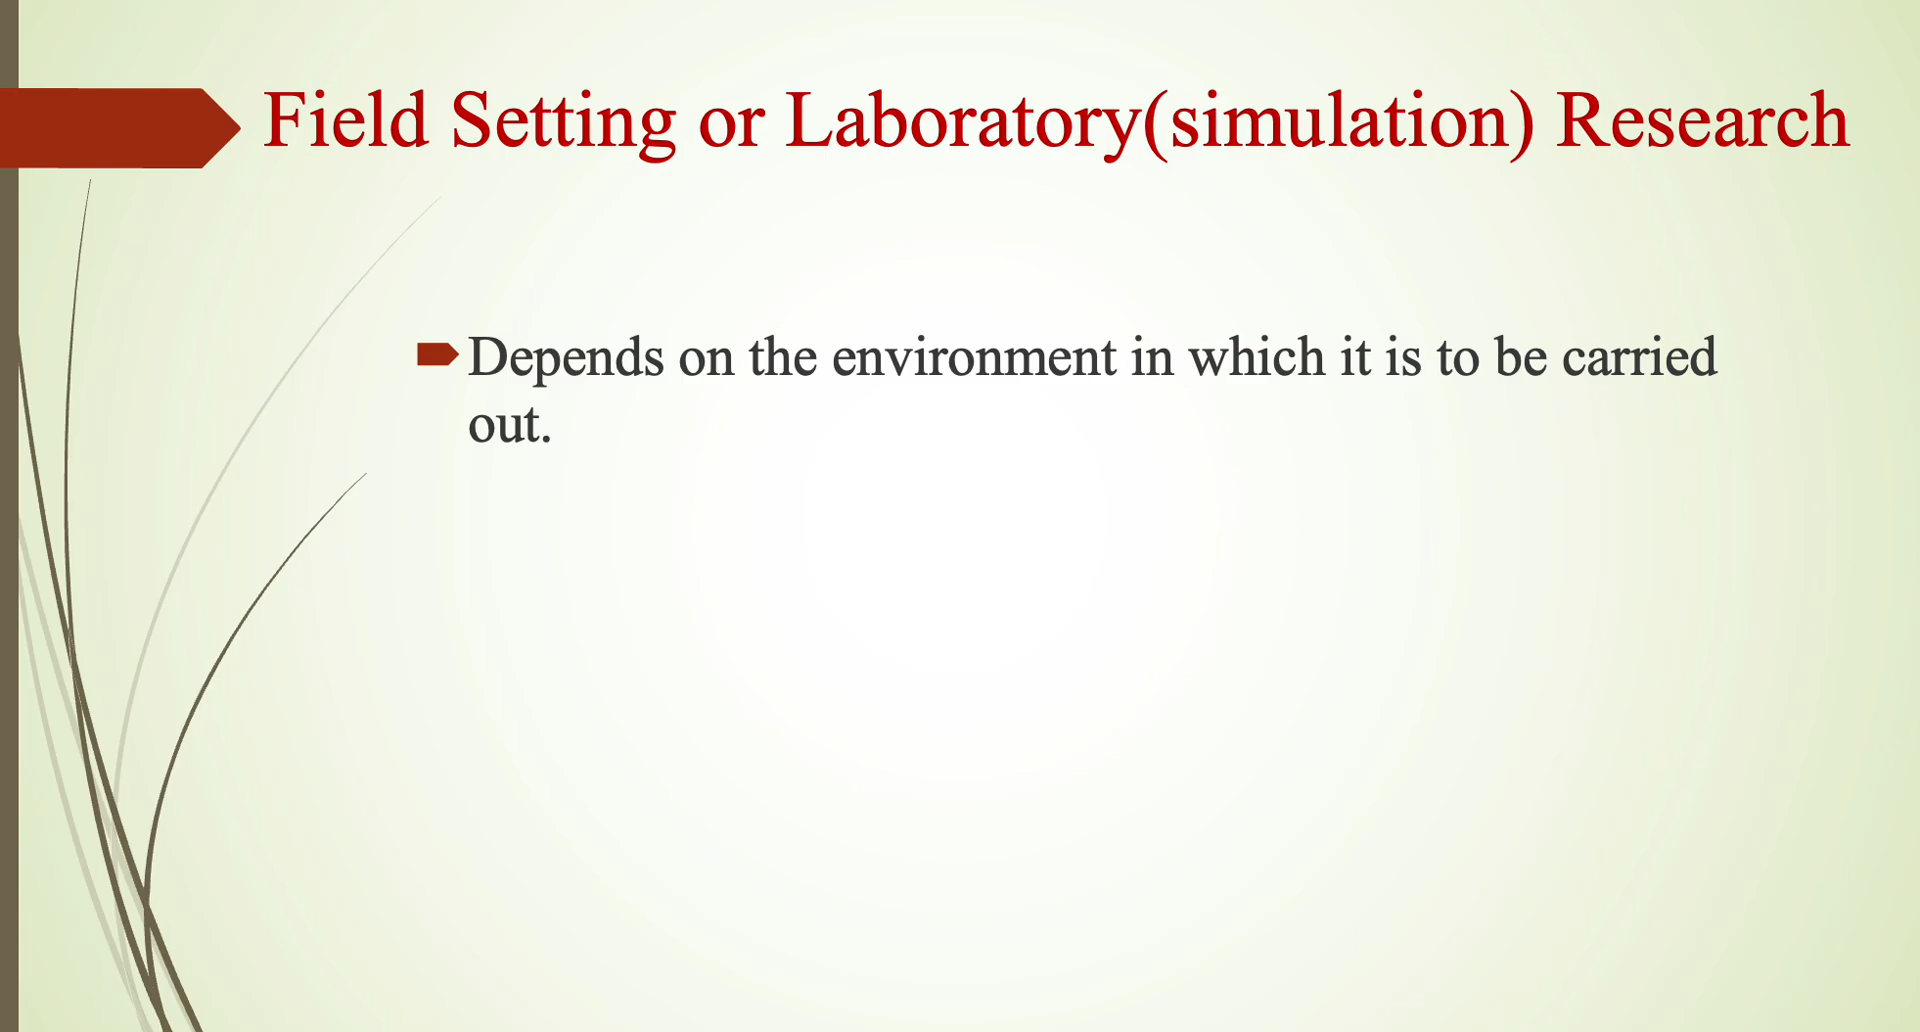 Field Setting or Laboratory(simulation) Research
Depends on the environment in which it is to be carried
out.